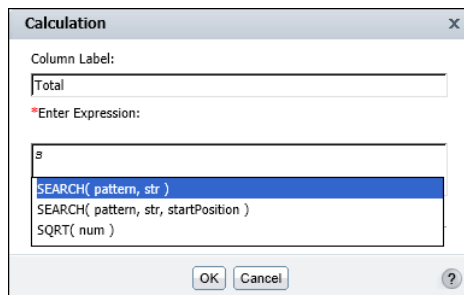 Calculation
x
Column Label:
Total
*Enter Expression:
s
SEARCH( pattern, str )
SEARCH( pattern, str, startPosition )
SQRT( num )
OK Cancel ?